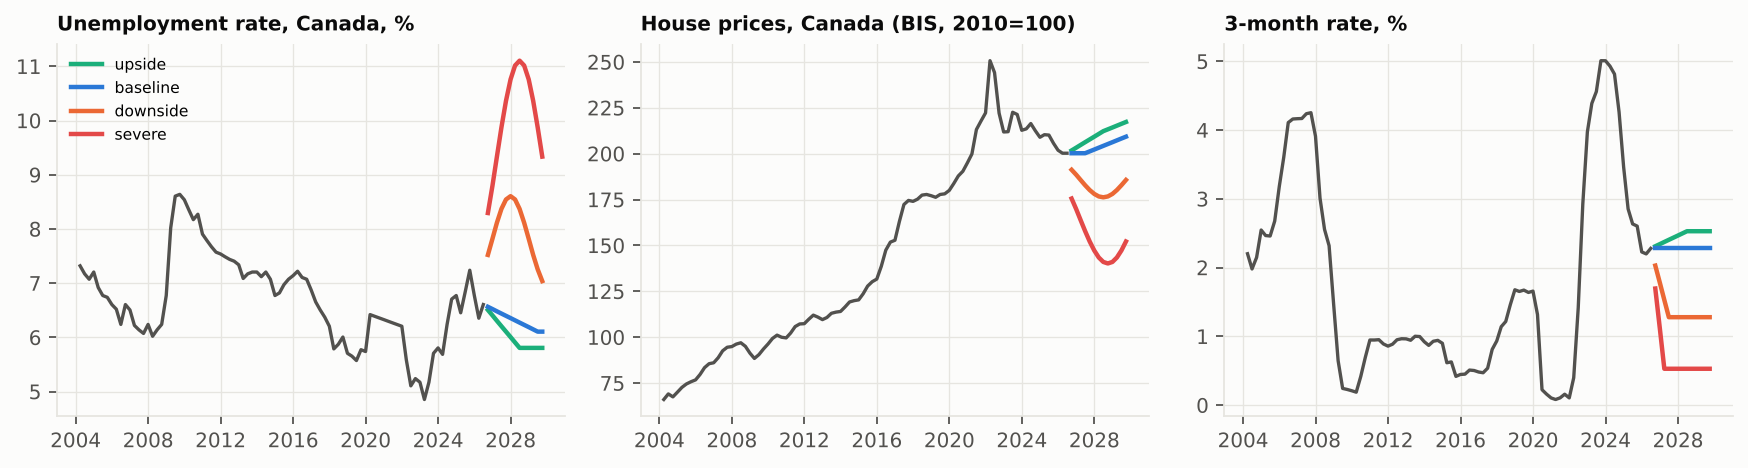 Unemployment rate, Canada, %
upside
baseline
downside
severe
11
10
9
8
7
6
5
2004 2008 2012 2016 2020 2024 2028
House prices, Canada (BIS, 2010=100)
250
225
200
175
150
125
100
75
2004 2008 2012 2016 2020 2024 2028
3-month rate, %
5
4
3
2
1
0
2004 2008 2012 2016 2020 2024 2028